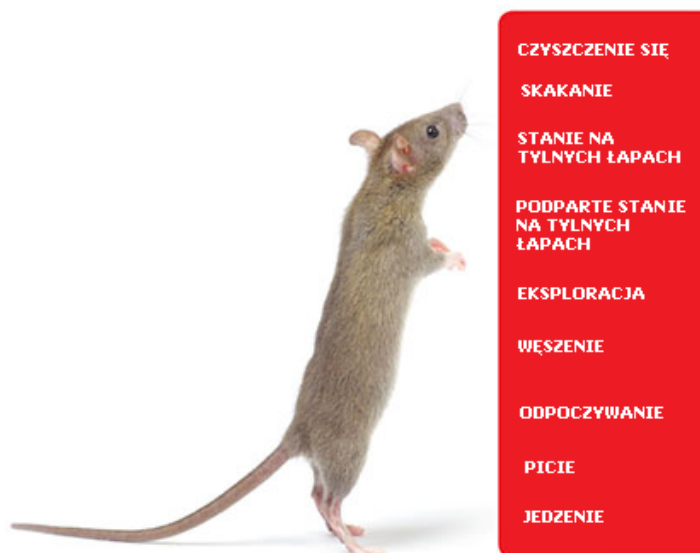 CZYSZCZENIE SIĘ
SKAKANIE
STANIE NA
TYLNYCH ŁAPACH
PODPARTE STANIE
NA TYLNYCH
ŁAPACH
EKSPLORACJA
WĘSZENIE
ODPOCZYWANIE
PICIE
JEDZENIE